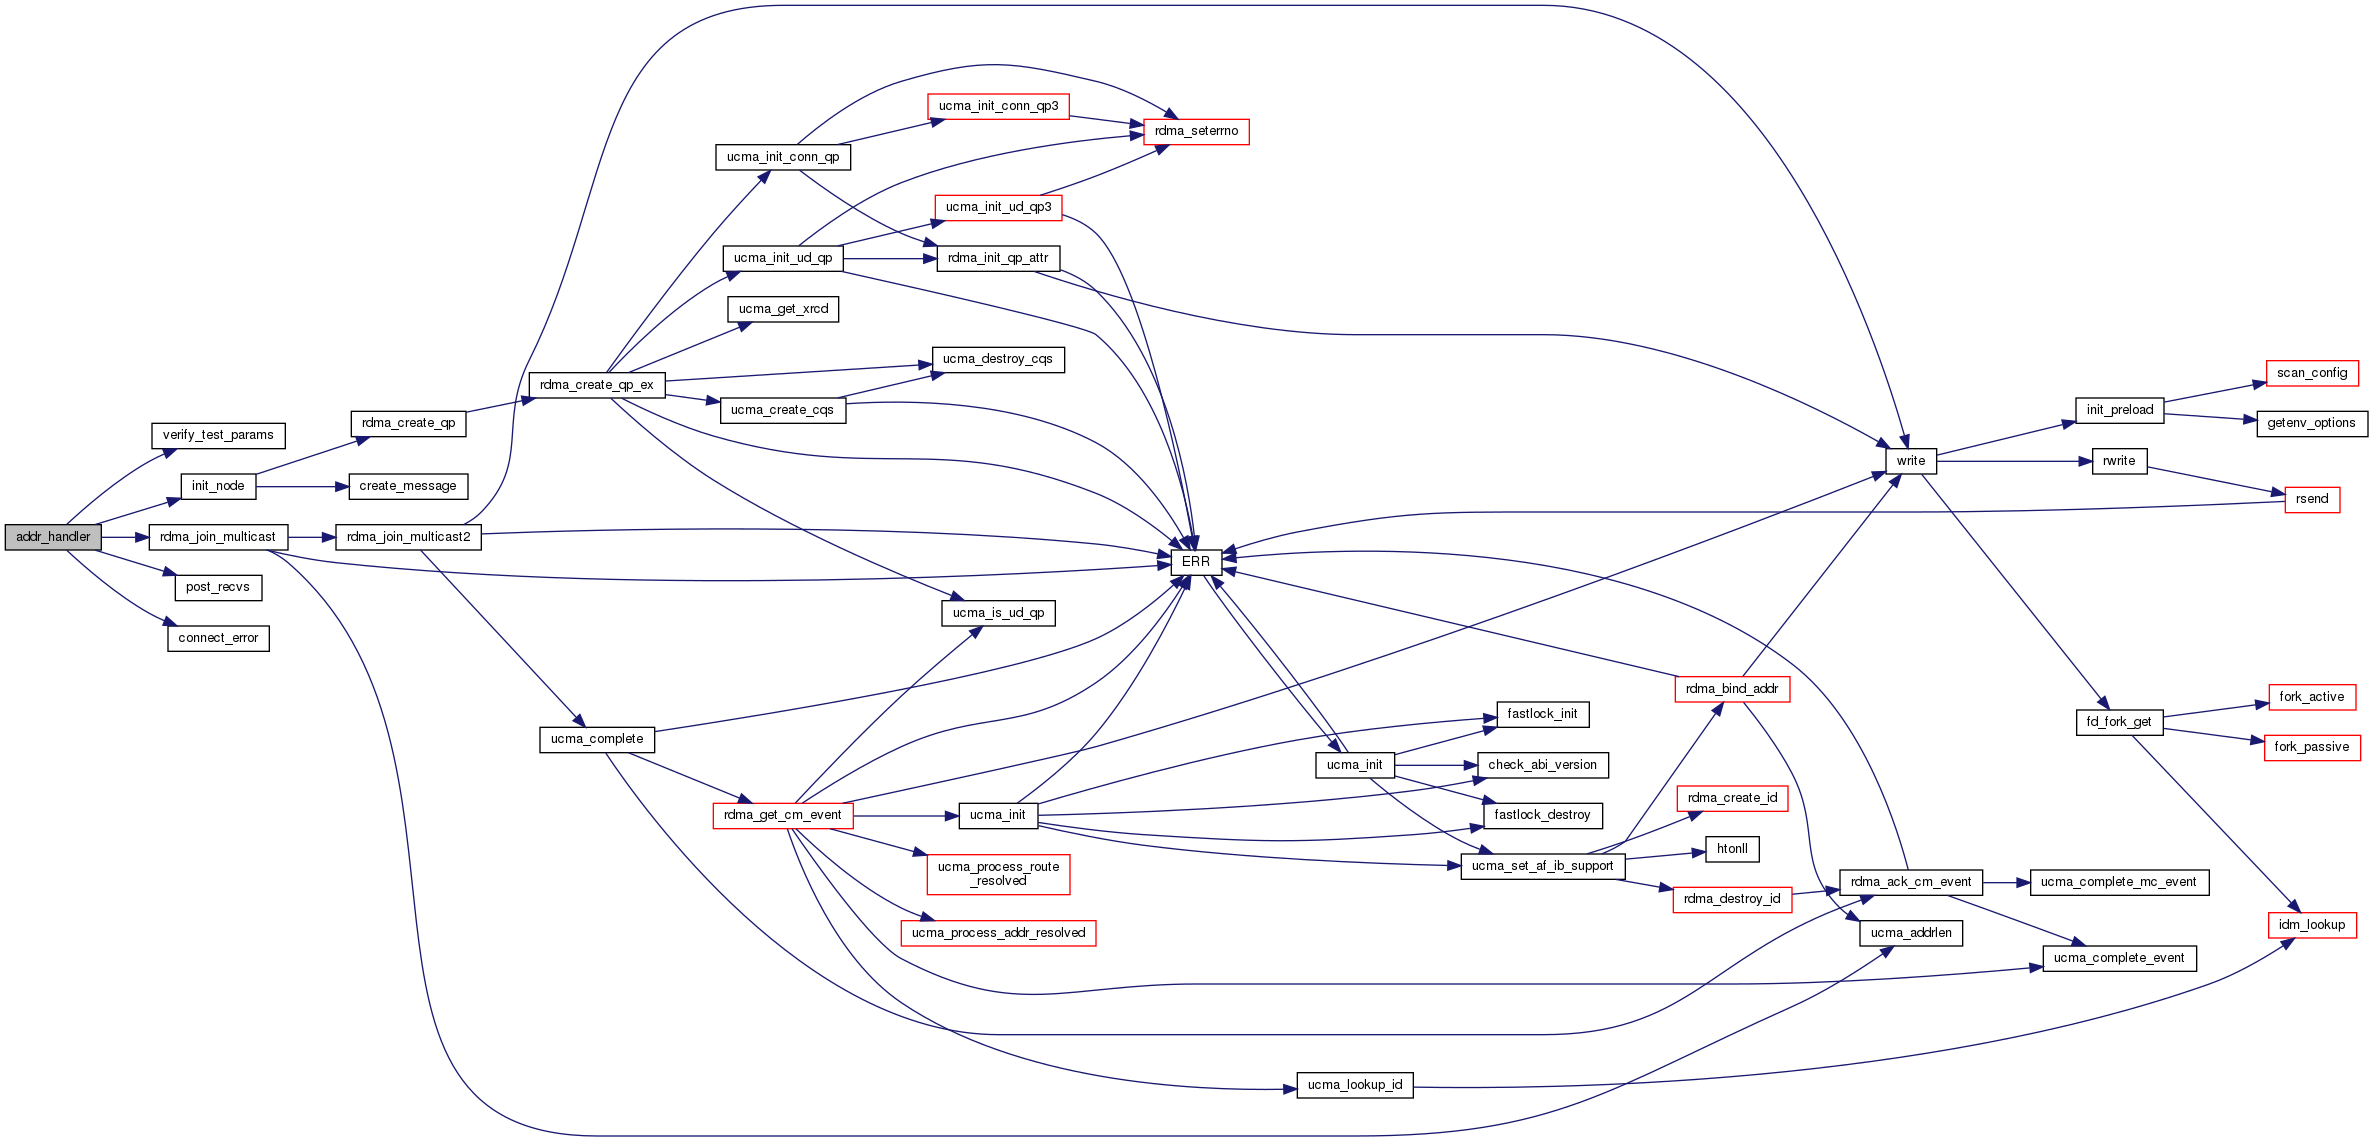 addr_handler
verify_test_params
init_node
rdma_join_multicast
post_recvs
connect_error
rdma_create_qp
create_message
rdma_join_multicast2
rdma_create_qp_ex
ucma_complete
ucma_init_conn_qp
ucma_init_ud_qp
ucma_get_xrcd
ucma_create_cqs
rdma_get_cm_event
ucma_init_conn_qp3
ucma_init_ud_qp3
rdma_init_qp_attr
ucma_destroy_cqs
ucma_is_ud_qp
ucma_init
ucma_process_route
_resolved
ucma_process_addr_resolved
rdma_seterrno
ERR
ucma_init
ucma_lookup_id
fastlock_init
check_abi_version
fastlock_destroy
ucma_set_af_ib_support
rdma_bind_addr
rdma_create_id
htonll
rdma_destroy_id
write
rdma_ack_cm_event
ucma_addrlen
init_preload
rwrite
fd_fork_get
ucma_complete_mc_event
ucma_complete_event
scan_config
getenv_options
rsend
fork_active
fork_passive
idm_lookup